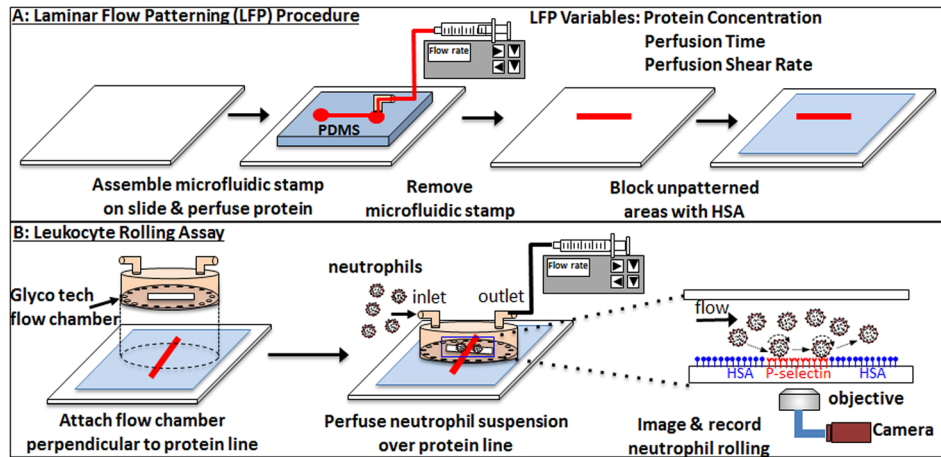 A: Laminar Flow Patterning (LFP) Procedure
LFP Variables: Protein Concentration
Perfusion Time
Perfusion Shear Rate
Flow rate
PDMS
Assemble microfluidic stamp
on slide & perfuse protein
Remove
microfluidic stamp
Block unpatterned
areas with HSA
B: Leukocyte Rolling Assay
Flow rate
neutrophils
inlet
outlet
Glyco tech
flow chamber
flow
HSA
P-selectin
HSA
objective
Camera
Attach flow chamber
perpendicular to protein line
Perfuse neutrophil suspension
over protein line
Image & record
neutrophil rolling